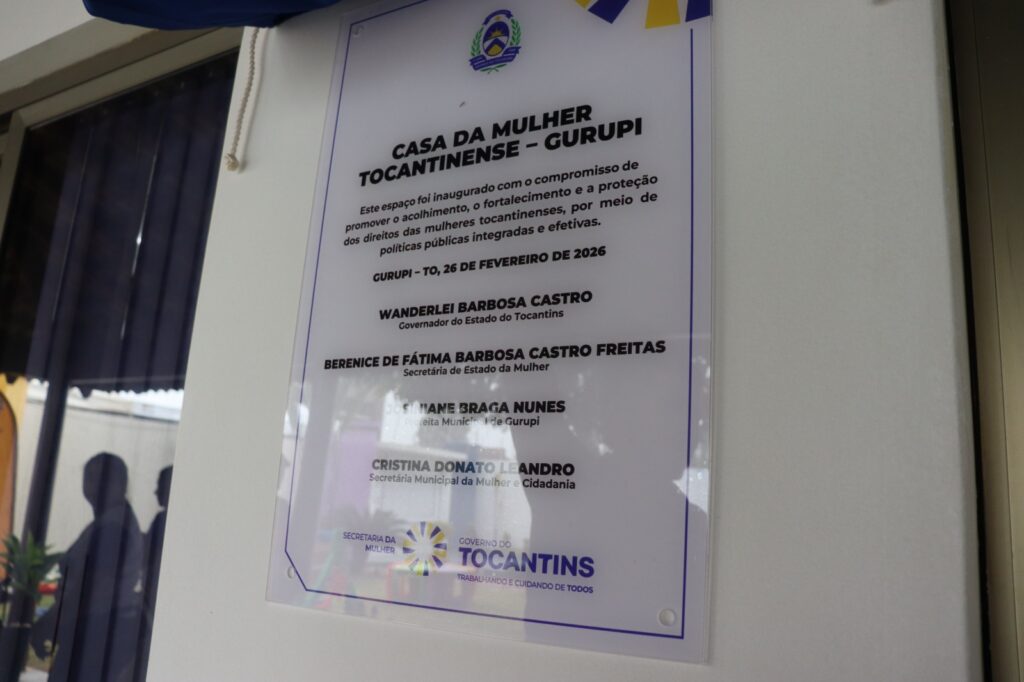 CASA DA MULHER
TOCANTINENSE – GURUPI
Este espaço foi inaugurado com o compromisso de
promover o acolhimento, o fortalecimento e a proteção
dos direitos das mulheres tocantinenses, por meio de
políticas públicas integradas e efetivas.
GURUPI – TO, 26 DE FEVEREIRO DE 2026
WANDERLEI BARBOSA CASTRO
Governador do Estado do Tocantins
BERENICE DE FÁTIMA BARBOSA CASTRO FREITAS
Secretária de Estado da Mulher
JOSINIANE BRAGA NUNES
Prefeita Municipal de Gurupi
CRISTINA DONATO LEANDRO
Secretária Municipal da Mulher e Cidadania
SECRETARIA DA
MULHER
GOVERNO DO
TOCANTINS
TRABALHANDO E CUIDANDO DE TODOS